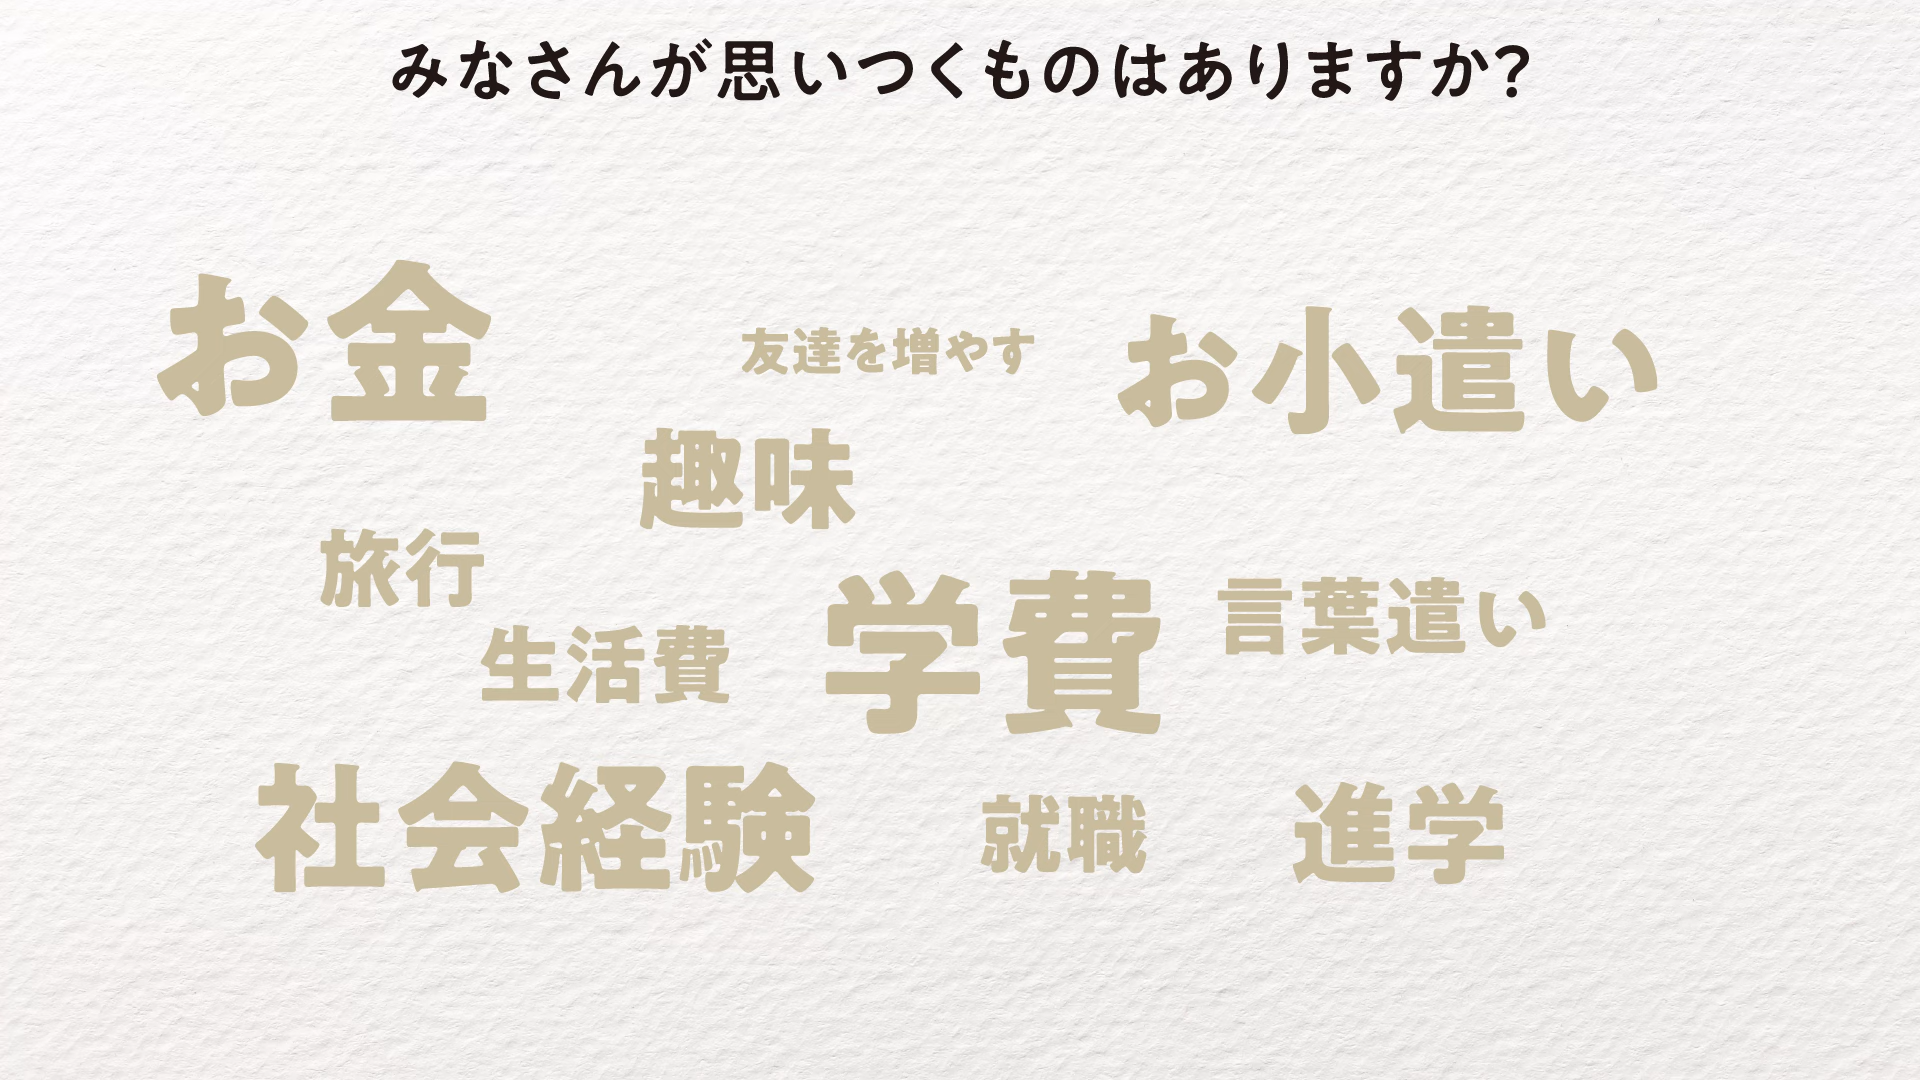 みなさんが思いつくものはありますか？
お金
友達を増やす
お小遣い
趣味
旅行
学費
言葉遣い
生活費
社会経験
就職
進学